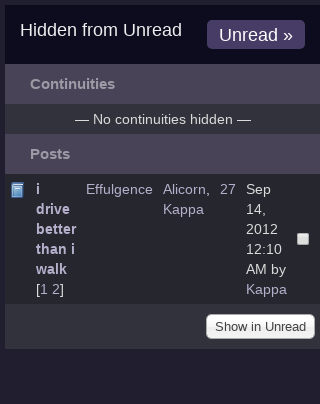 Hidden from Unread
Unread »
Continuities
— No continuities hidden —
Posts
i drive better than i walk [1 2]
Effulgence
Alicorn, Kappa
27
Sep 14, 2012 12:10 AM by Kappa
Show in Unread